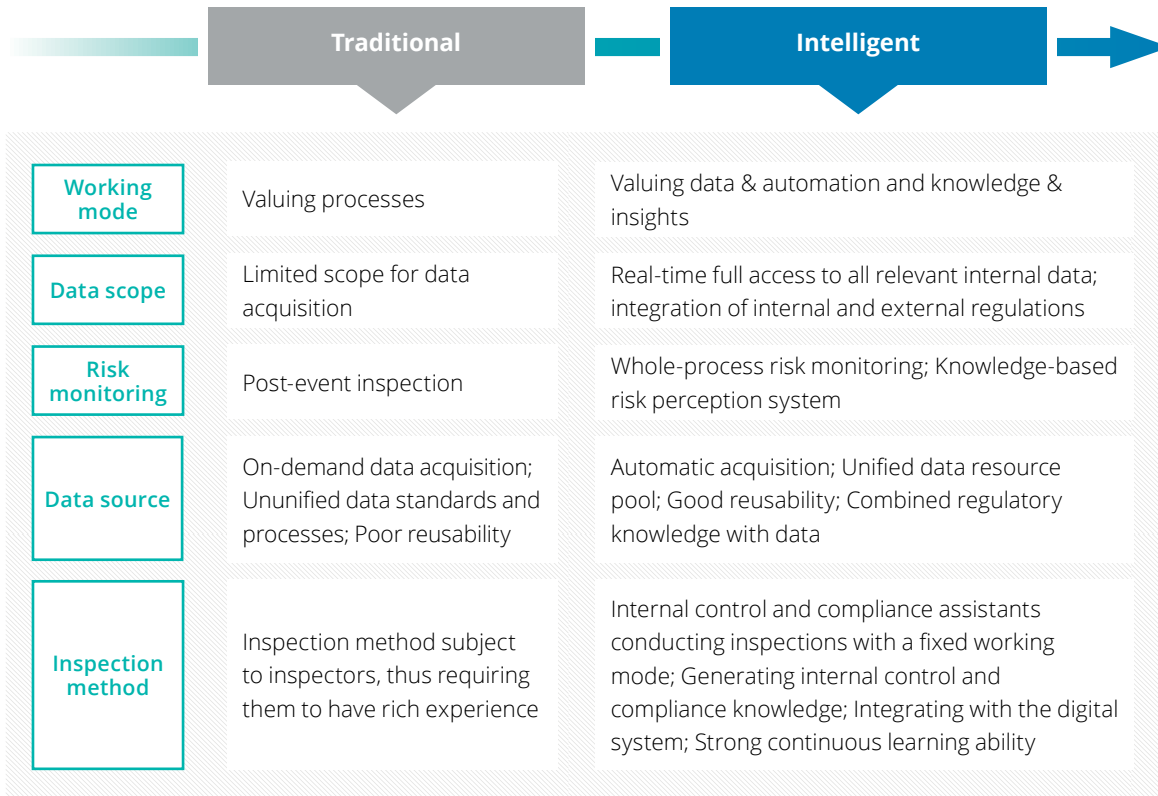 Traditional
Intelligent
Working
mode
Valuing processes
Valuing data & automation and knowledge &
insights
Data scope
Limited scope for data
acquisition
Real-time full access to all relevant internal data;
integration of internal and external regulations
Risk
monitoring
Post-event inspection
Whole-process risk monitoring; Knowledge-based
risk perception system
Data source
On-demand data acquisition;
Ununified data standards and
processes; Poor reusability
Automatic acquisition; Unified data resource
pool; Good reusability; Combined regulatory
knowledge with data
Inspection
method
Inspection method subject
to inspectors, thus requiring
them to have rich experience
Internal control and compliance assistants
conducting inspections with a fixed working
mode; Generating internal control and
compliance knowledge; Integrating with the digital
system; Strong continuous learning ability